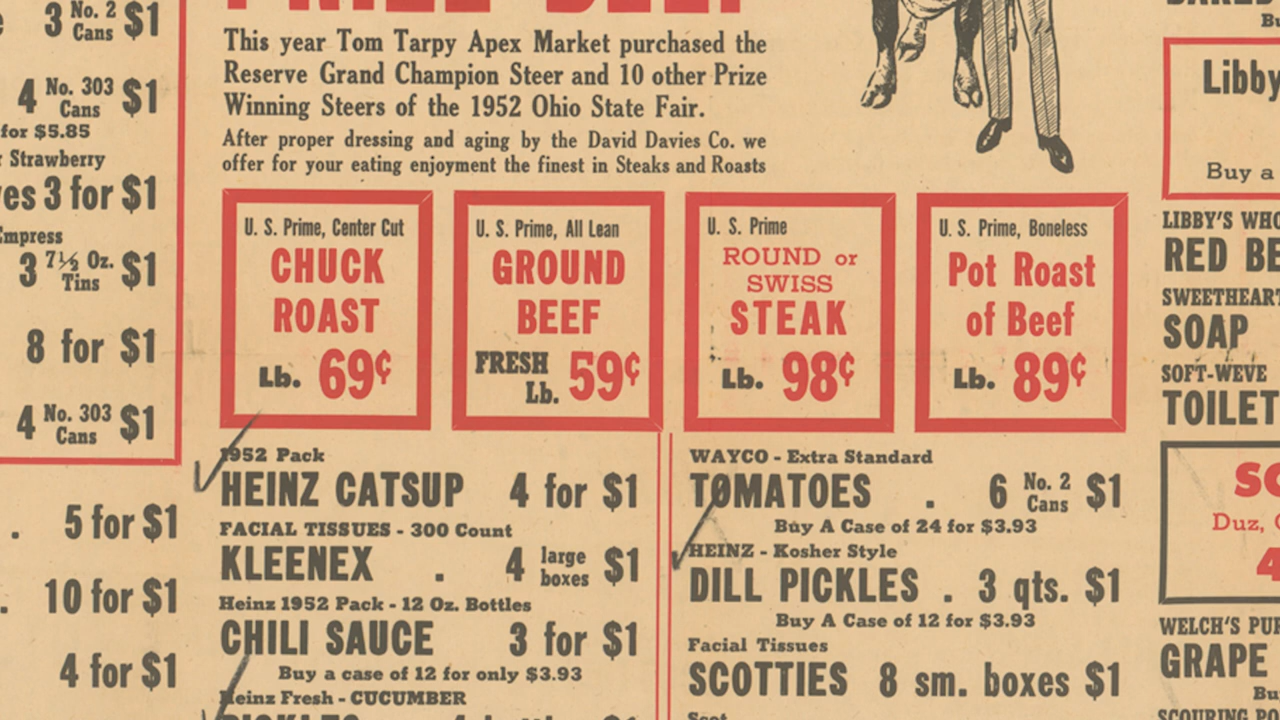 3 No. 2 Cans $1
4 No. 303 Cans $1
for $5.85
Strawberry
3 for $1
3 7½ Oz. Tins $1
8 for $1
4 No. 303 Cans $1
. 5 for $1
. 10 for $1
4 for $1
This year Tom Tarpy Apex Market purchased the
Reserve Grand Champion Steer and 10 other Prize
Winning Steers of the 1952 Ohio State Fair.
After proper dressing and aging by the David Davies Co. we
offer for your eating enjoyment the finest in Steaks and Roasts
U. S. Prime, Center Cut
CHUCK
ROAST
Lb. 69¢
U. S. Prime, All Lean
GROUND
BEEF
FRESH
Lb. 59¢
U. S. Prime
ROUND or
SWISS
STEAK
Lb. 98¢
U. S. Prime, Boneless
Pot Roast
of Beef
Lb. 89¢
1952 Pack
HEINZ CATSUP 4 for $1
FACIAL TISSUES - 300 Count
KLEENEX . 4 large boxes $1
Heinz 1952 Pack - 12 Oz. Bottles
CHILI SAUCE 3 for $1
Buy a case of 12 for only $3.93
Heinz Fresh - CUCUMBER
WAYCO - Extra Standard
TOMATOES . 6 No. 2 Cans $1
Buy A Case of 24 for $3.93
HEINZ - Kosher Style
DILL PICKLES . 3 qts. $1
Buy A Case of 12 for $3.93
Facial Tissues
SCOTTIES 8 sm. boxes $1
Libby
Buy a
LIBBY'S
RED
SWEETHEART
SOAP
SOFT-WEVE
TOILET
Duz,
4
WELCH'S
GRAPE
SCOURING